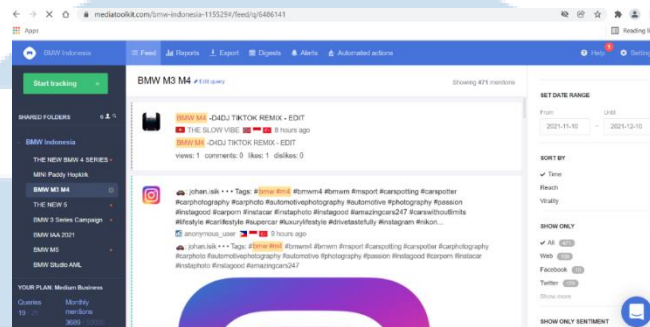 mediatoolkit.com/bmw-indonesia-115529#/feed/q/6486141
Apps
Reading li
BMW Indonesia
Feed
Reports
Export
Digests
Alerts
Automated actions
Help
Settin
Start tracking
SHARED FOLDERS
BMW Indonesia
THE NEW BMW 4 SERIES
MINI Paddy Hopkirk
BMW M3 M4
THE NEW 5
BMW 3 Series Campaign
BMW IAA 2021
BMW M5
BMW Studio AML
YOUR PLAN: Medium Business
Queries
Monthly mentions
19
3689
BMW M3 M4 Edit query
Showing 471 mentions
BMW M4 -D4DJ TIKTOK REMIX - EDIT
THE SLOW VIBE 8 hours ago
BMW M4 -D4DJ TIKTOK REMIX - EDIT
views: 1 comments: 0 likes: 1 dislikes: 0
: johan.isik • • • Tags: #bmw #m4 #bmwm4 #bmwm #msport #carspotting #carspotter
#carphotography #carphoto #automotivephotography #automotive #photography #passion
#instagood #carporn #instacar #instaphoto #instagood #amazingcars247 #carswithoutlimits
#lifestyle #carlifestyle #supercar #luxurylifestyle #drivetastefully #instagram #nikon...
anonymous_user 9 hours ago
: johan.isik • • • Tags: #bmw #m4 #bmwm4 #bmwm #msport #carspotting #carspotter #carphotography
#carphoto #automotivephotography #automotive #photography #passion #instagood #carporn #instacar
#instaphoto #instagood #amazingcars247
SET DATE RANGE
From
Until
2021-11-10 – 2021-12-10
SORT BY
Time
Reach
Virality
SHOW ONLY
All 471
Web
Facebook
Twitter
Show more
SHOW ONLY SENTIMENT